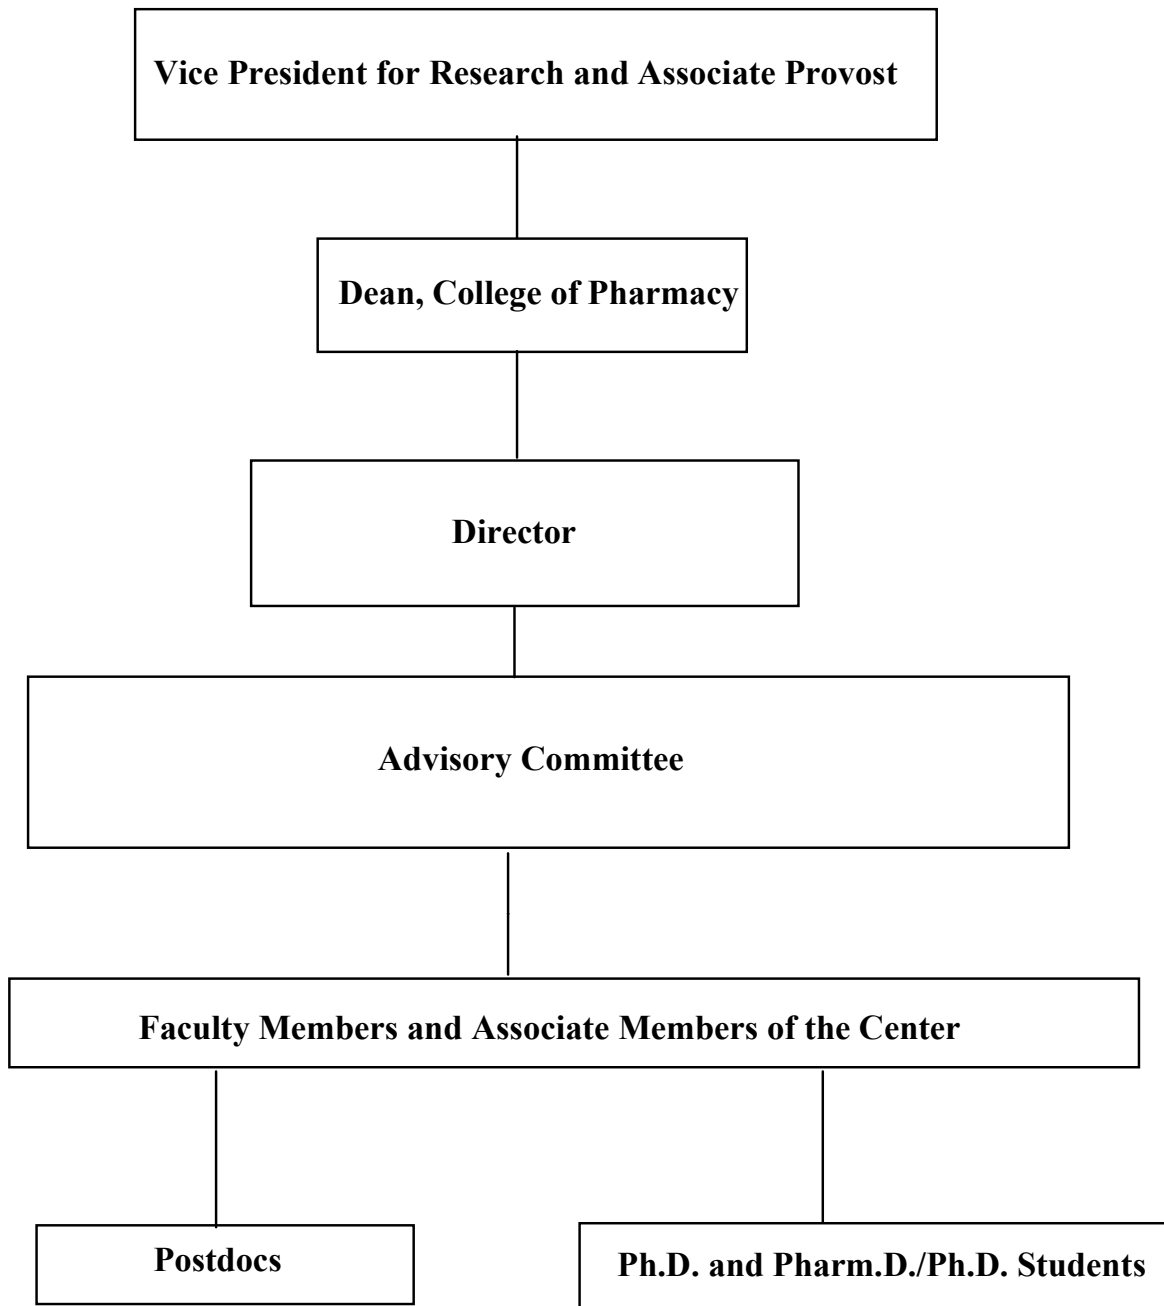 Vice President for Research and Associate Provost
Dean, College of Pharmacy
Director
Advisory Committee
Faculty Members and Associate Members of the Center
Postdocs
Ph.D. and Pharm.D./Ph.D. Students